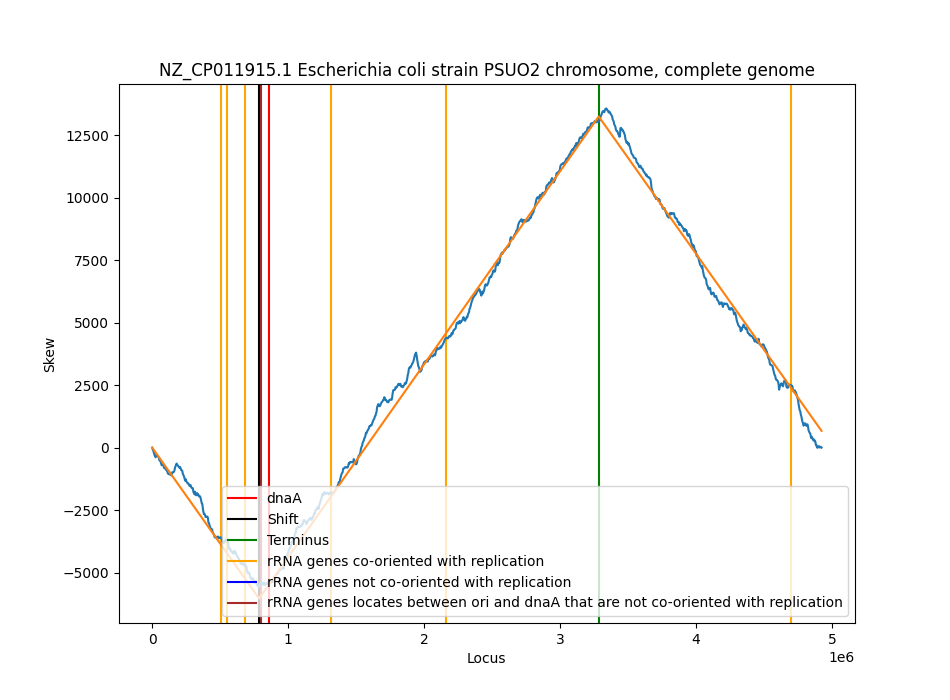 NZ_CP011915.1 Escherichia coli strain PSUO2 chromosome, complete genome
12500
10000
7500
5000
2500
0
−2500
−5000
Skew
dnaA
Shift
Terminus
rRNA genes co-oriented with replication
rRNA genes not co-oriented with replication
rRNA genes locates between ori and dnaA that are not co-oriented with replication
0 1 2 3 4 5
1e6
Locus